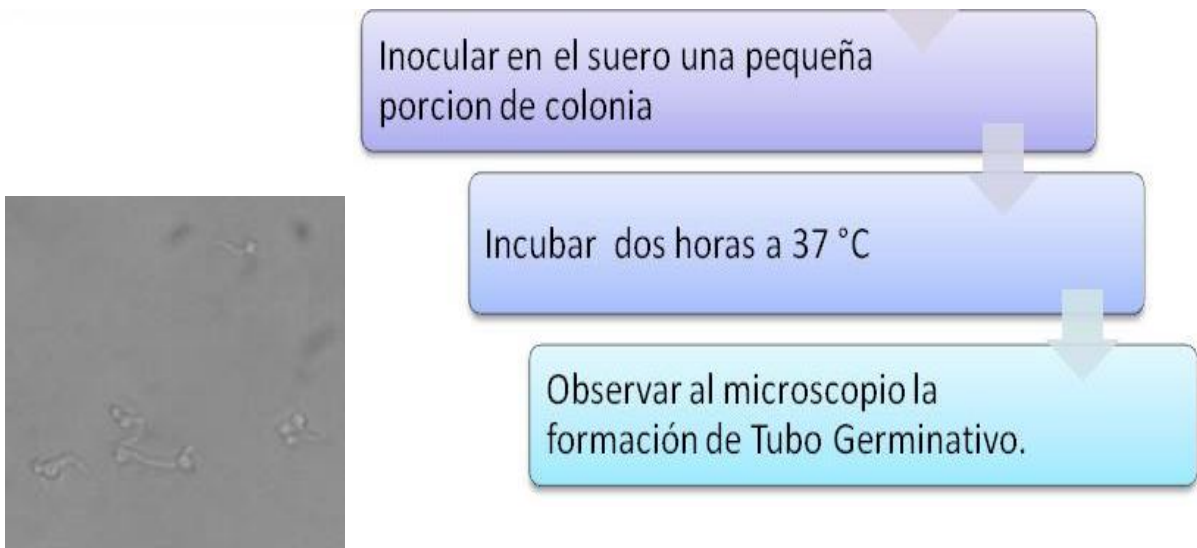 Inocular en el suero una pequeña
porcion de colonia
Incubar dos horas a 37 °C
Observar al microscopio la
formación de Tubo Germinativo.